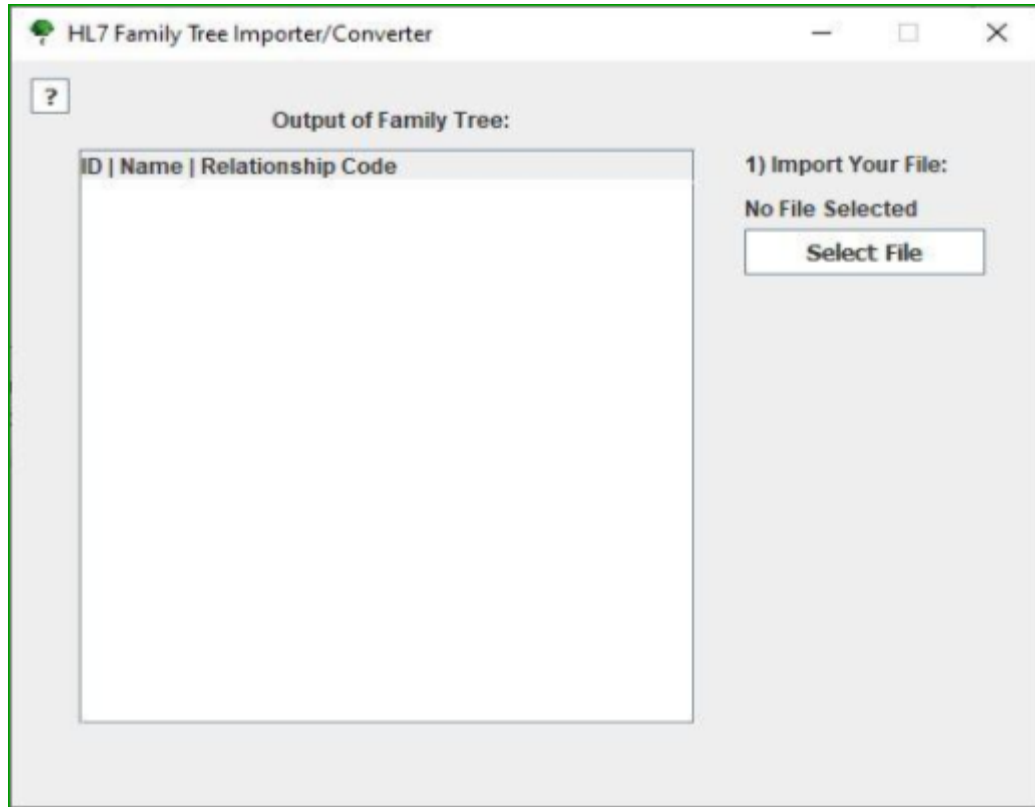 HL7 Family Tree Importer/Converter
?
Output of Family Tree:
ID | Name | Relationship Code
1) Import Your File:
No File Selected
Select File